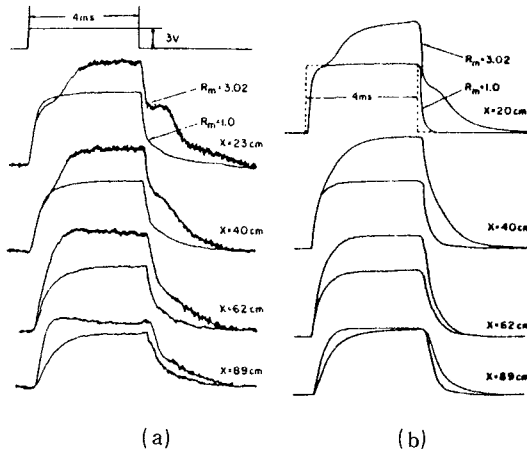 4ms
3V
Rm=3.02
Rm=1.0
X=23cm
X=40cm
X=62cm
X=89cm
(a)
Rm=3.02
Rm=1.0
4ms
X=20cm
X=40cm
X=62cm
X=89cm
(b)